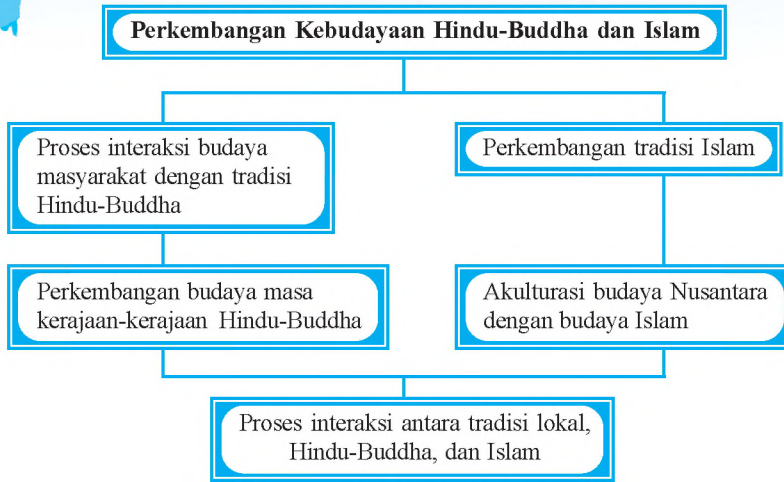 Perkembangan Kebudayaan Hindu-Buddha dan Islam
Proses interaksi budaya
masyarakat dengan tradisi
Hindu-Buddha
Perkembangan tradisi Islam
Perkembangan budaya masa
kerajaan-kerajaan Hindu-Buddha
Akulturasi budaya Nusantara
dengan budaya Islam
Proses interaksi antara tradisi lokal,
Hindu-Buddha, dan Islam